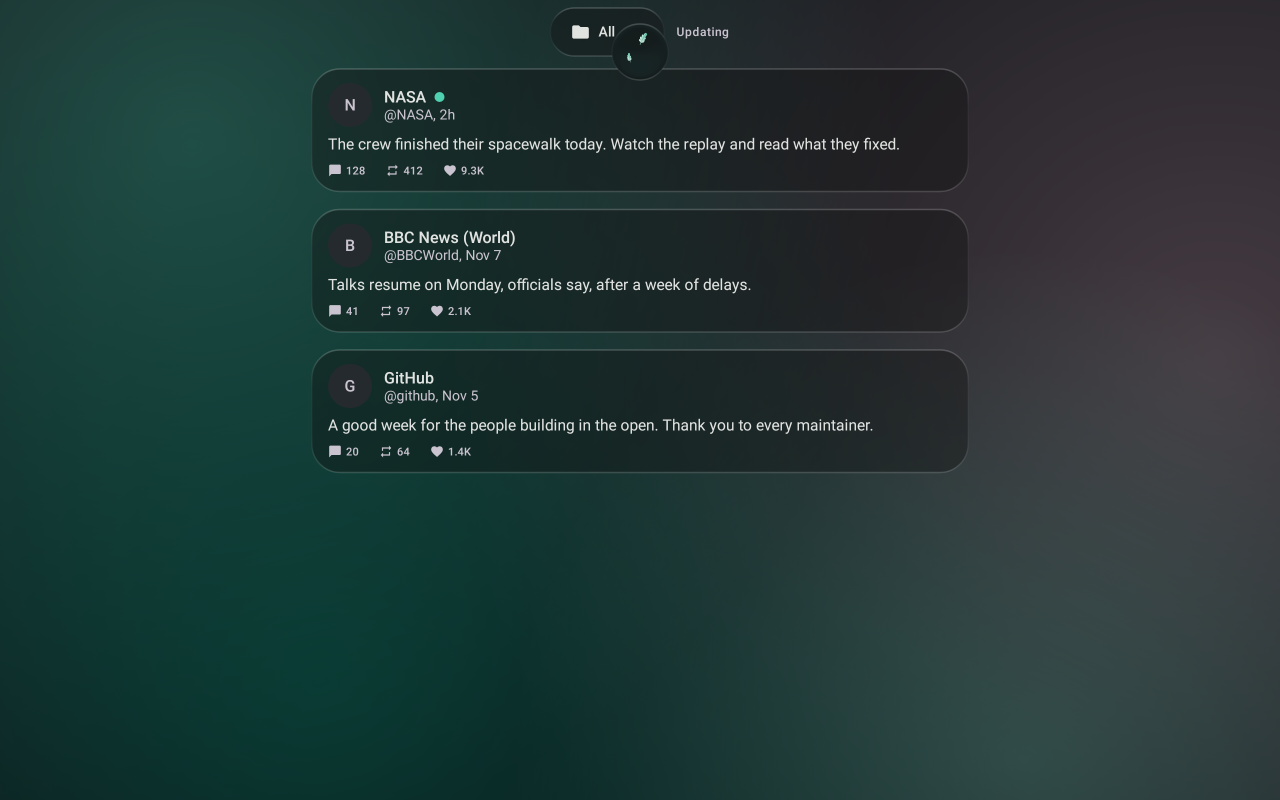 All
Updating
N
NASA
@NASA, 2h
The crew finished their spacewalk today. Watch the replay and read what they fixed.
128 412 9.3K
B
BBC News (World)
@BBCWorld, Nov 7
Talks resume on Monday, officials say, after a week of delays.
41 97 2.1K
G
GitHub
@github, Nov 5
A good week for the people building in the open. Thank you to every maintainer.
20 64 1.4K